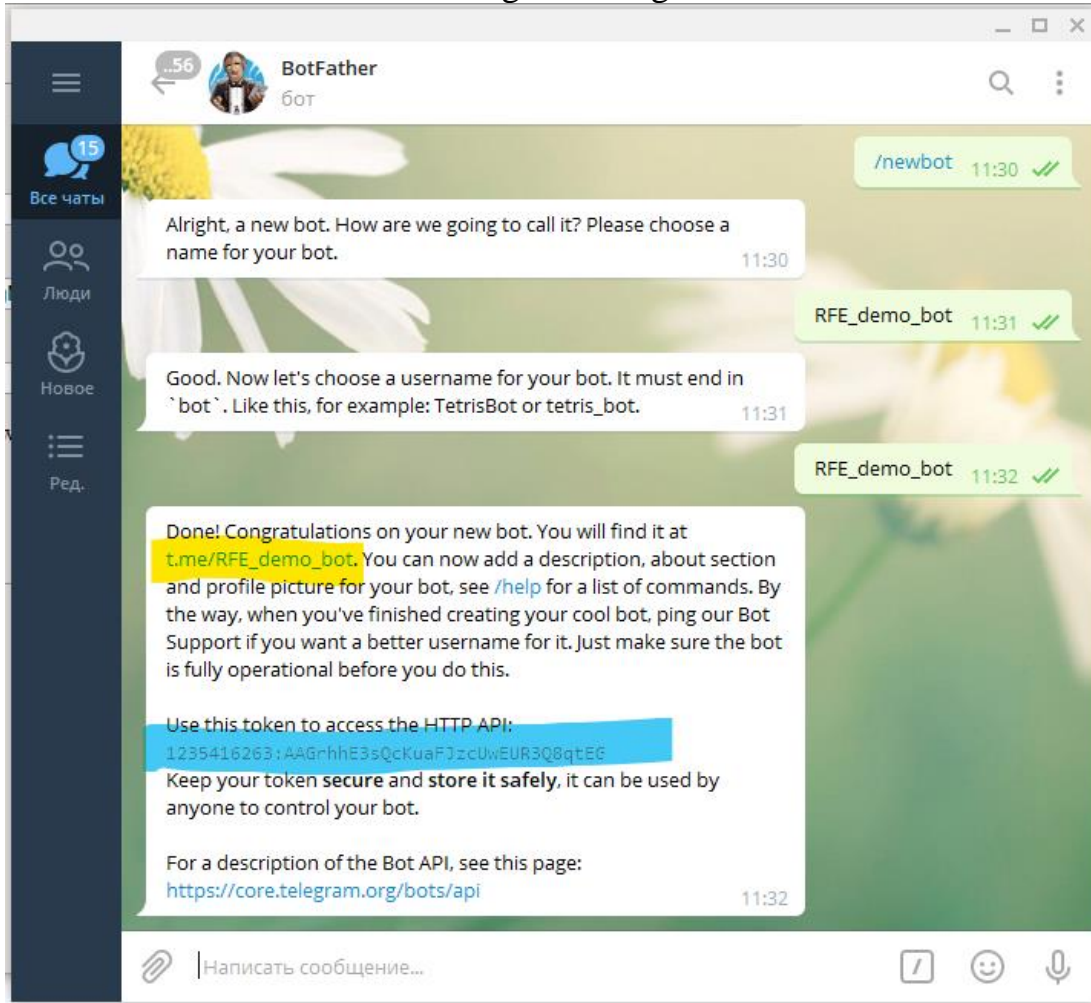 ..56
BotFather
бот
15
Все чаты
Люди
Новое
Ред.
/newbot 11:30
Alright, a new bot. How are we going to call it? Please choose a
name for your bot. 11:30
RFE_demo_bot 11:31
Good. Now let's choose a username for your bot. It must end in
`bot`. Like this, for example: TetrisBot or tetris_bot. 11:31
RFE_demo_bot 11:32
Done! Congratulations on your new bot. You will find it at
t.me/RFE_demo_bot. You can now add a description, about section
and profile picture for your bot, see /help for a list of commands. By
the way, when you've finished creating your cool bot, ping our Bot
Support if you want a better username for it. Just make sure the bot
is fully operational before you do this.
Use this token to access the HTTP API:
1235416263:AAGrhhE3sQcKuaFJzcUwEUR3Q8qtEG
Keep your token secure and store it safely, it can be used by
anyone to control your bot.
For a description of the Bot API, see this page:
https://core.telegram.org/bots/api 11:32
Написать сообщение...